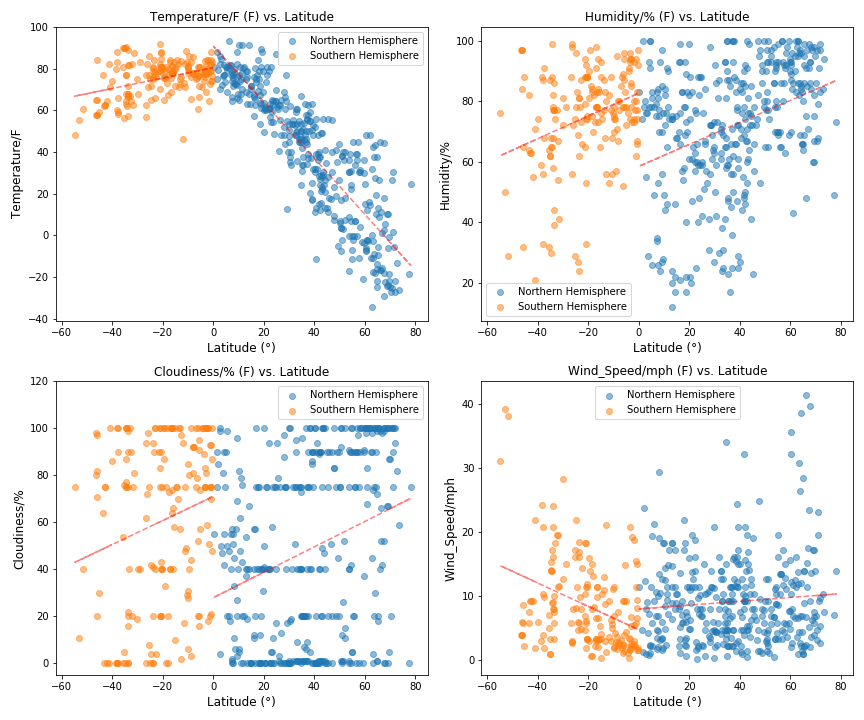 Temperature/F (F) vs. Latitude
100
80
60
40
20
0
−20
−40
Temperature/F
Northern Hemisphere
Southern Hemisphere
−60 −40 −20 0 20 40 60 80
Latitude (°)
Humidity/% (F) vs. Latitude
100
80
60
40
20
Humidity/%
Northern Hemisphere
Southern Hemisphere
−60 −40 −20 0 20 40 60 80
Latitude (°)
Cloudiness/% (F) vs. Latitude
120
100
80
60
40
20
0
Cloudiness/%
Northern Hemisphere
Southern Hemisphere
−60 −40 −20 0 20 40 60 80
Latitude (°)
Wind_Speed/mph (F) vs. Latitude
40
30
20
10
0
Wind_Speed/mph
Northern Hemisphere
Southern Hemisphere
−60 −40 −20 0 20 40 60 80
Latitude (°)